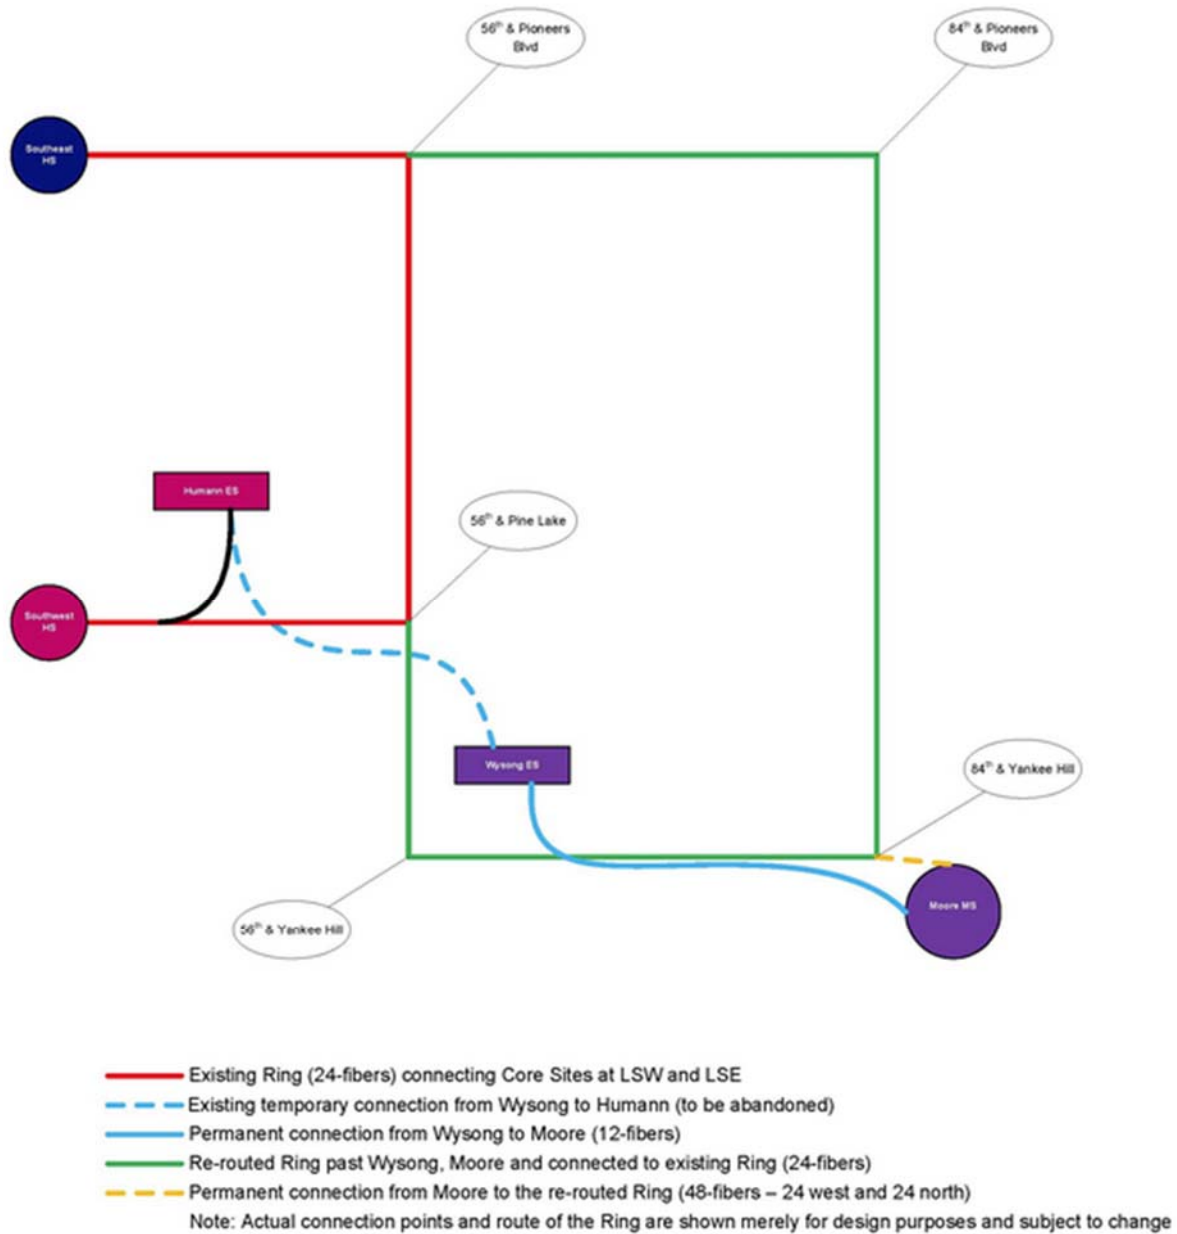 56th & Pioneers
Blvd
84th & Pioneers
Blvd
Southeast
HS
Humann ES
56th & Pine Lake
Southwest
HS
Wysong ES
84th & Yankee Hill
Moore MS
56th & Yankee Hill
Existing Ring (24-fibers) connecting Core Sites at LSW and LSE
Existing temporary connection from Wysong to Humann (to be abandoned)
Permanent connection from Wysong to Moore (12-fibers)
Re-routed Ring past Wysong, Moore and connected to existing Ring (24-fibers)
Permanent connection from Moore to the re-routed Ring (48-fibers – 24 west and 24 north)
Note: Actual connection points and route of the Ring are shown merely for design purposes and subject to change